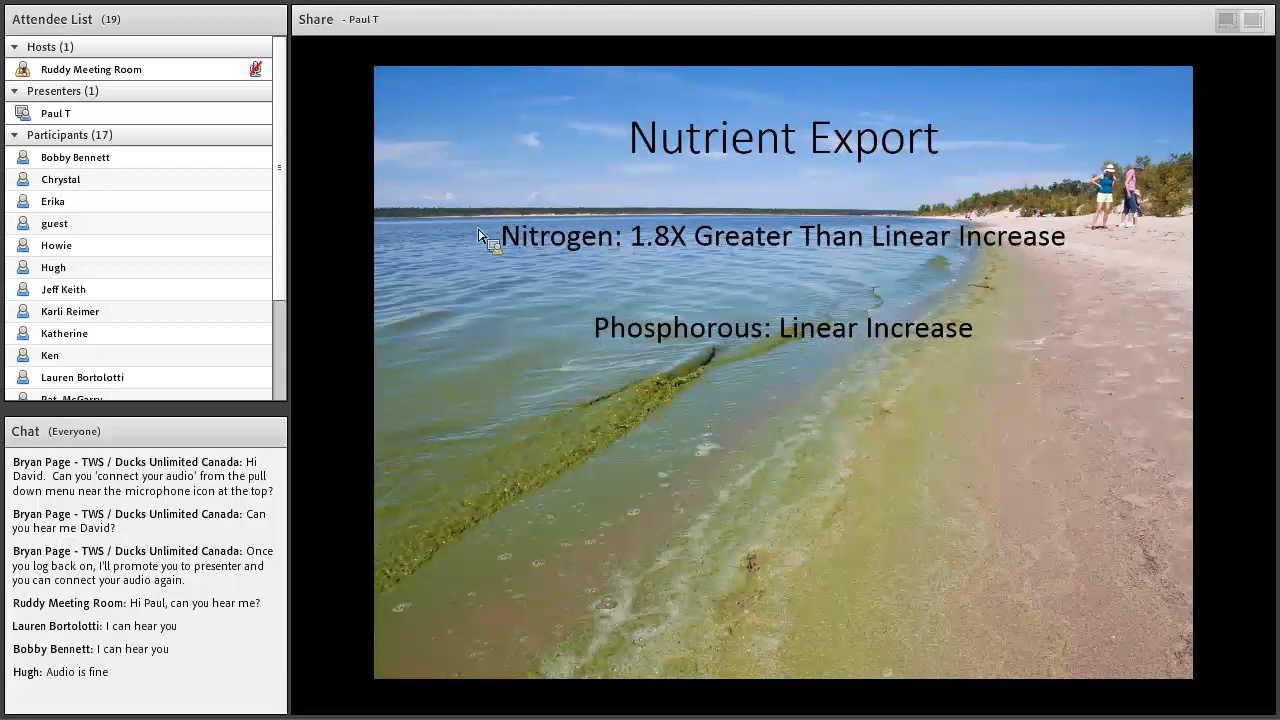 Attendee List (19)
Hosts (1)
Ruddy Meeting Room
Presenters (1)
Paul T
Participants (17)
Bobby Bennett
Chrystal
Erika
guest
Howie
Hugh
Jeff Keith
Karli Reimer
Katherine
Ken
Lauren Bortolotti
Pat McGarry
Chat (Everyone)
Bryan Page - TWS / Ducks Unlimited Canada: Hi
David. Can you 'connect your audio' from the pull
down menu near the microphone icon at the top?
Bryan Page - TWS / Ducks Unlimited Canada: Can
you hear me David?
Bryan Page - TWS / Ducks Unlimited Canada: Once
you log back on, I'll promote you to presenter and
you can connect your audio again.
Ruddy Meeting Room: Hi Paul, can you hear me?
Lauren Bortolotti: I can hear you
Bobby Bennett: I can hear you
Hugh: Audio is fine
Share - Paul T
Nutrient Export
Nitrogen: 1.8X Greater Than Linear Increase
Phosphorous: Linear Increase